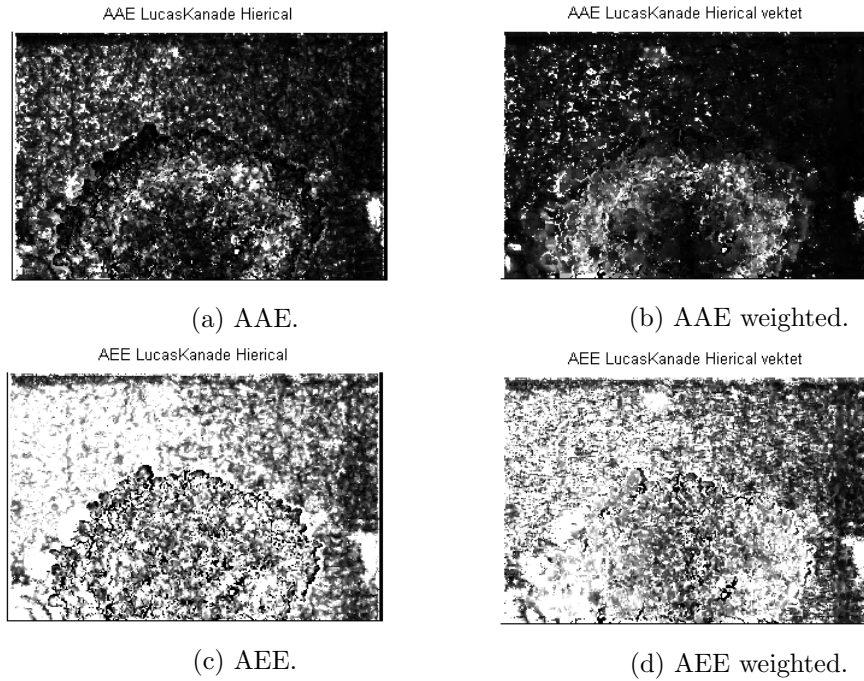 AAE LucasKanade Hierical
AAE LucasKanade Hierical vektet
(a) AAE.
(b) AAE weighted.
AEE LucasKanade Hierical
AEE LucasKanade Hierical vektet
(c) AEE.
(d) AEE weighted.